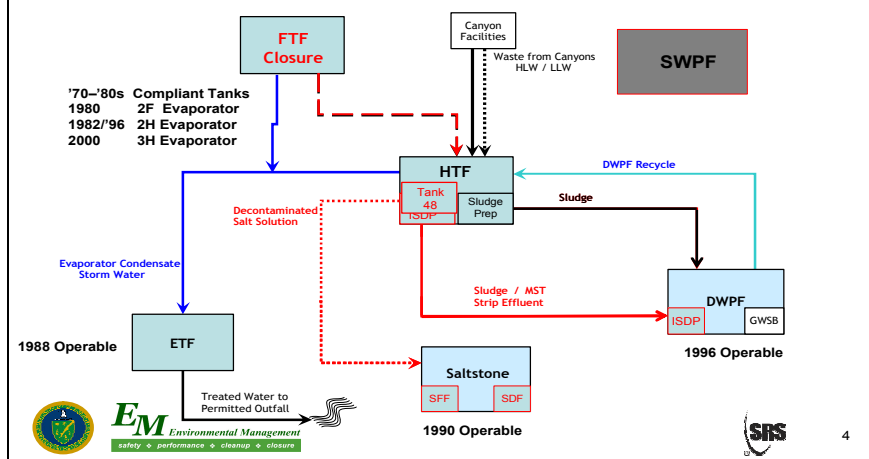 FTF
Closure
Canyon
Facilities
Waste from Canyons
HLW / LLW
SWPF
’70–’80s Compliant Tanks
1980 2F Evaporator
1982/’96 2H Evaporator
2000 3H Evaporator
HTF
Tank
48
ISDP
Sludge
Prep
DWPF Recycle
Sludge
Decontaminated
Salt Solution
Evaporator Condensate
Storm Water
Sludge / MST
Strip Effluent
DWPF
ISDP
GWSB
1996 Operable
1988 Operable
ETF
Saltstone
SFF
SDF
1990 Operable
Treated Water to
Permitted Outfall
EM Environmental Management
safety ❖ performance ❖ cleanup ❖ closure
SRS
4